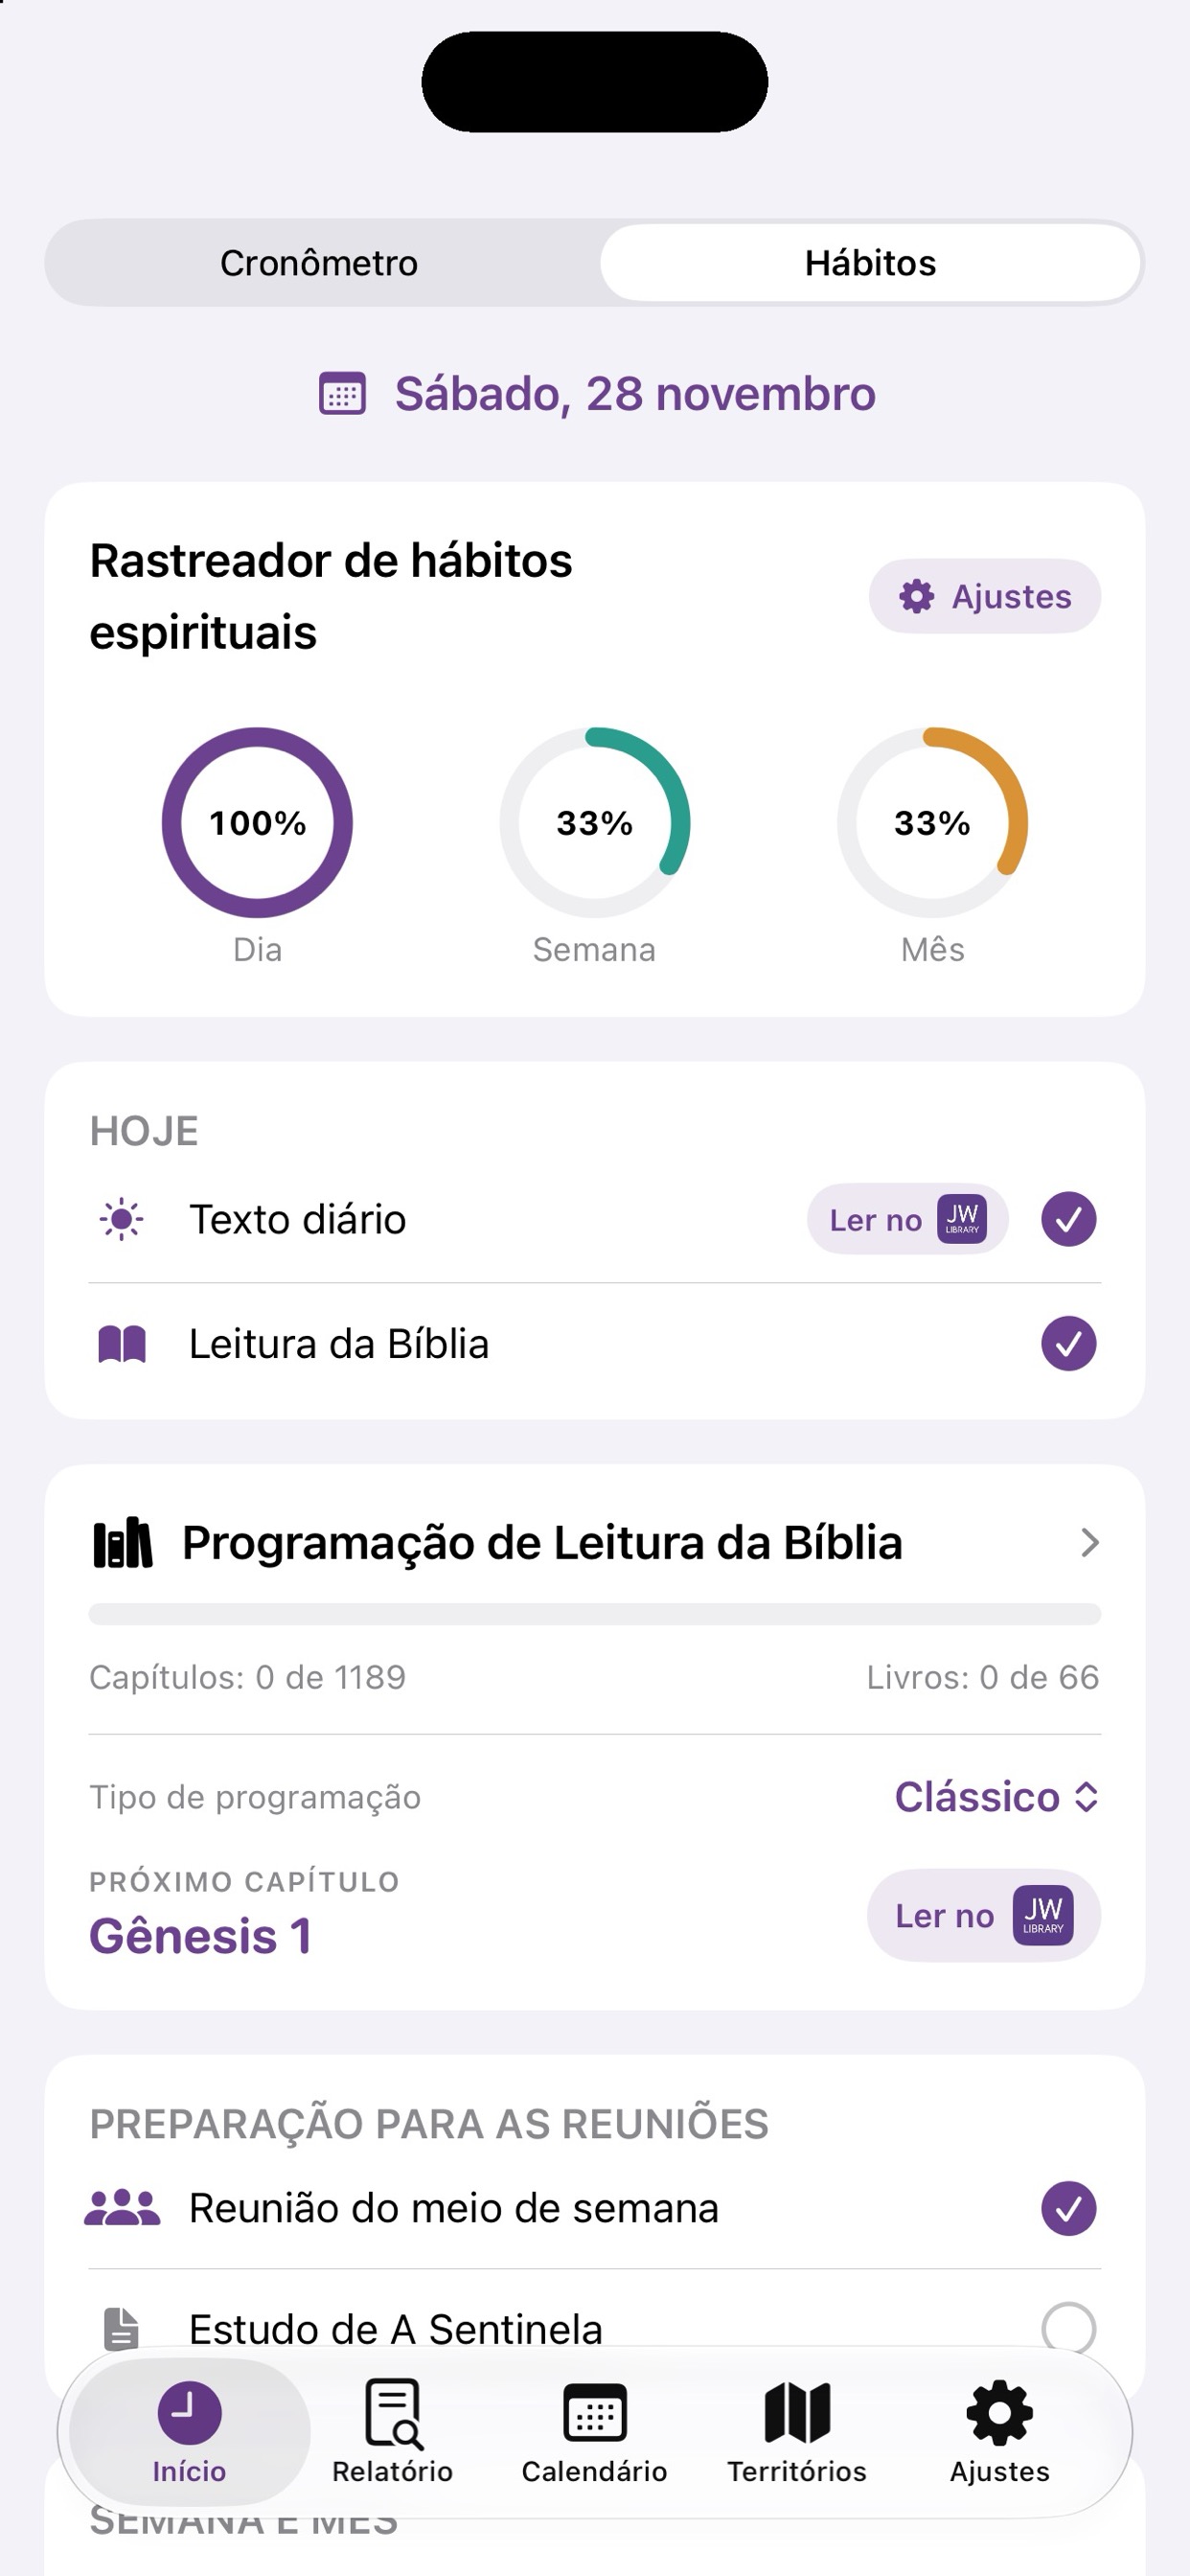 Cronômetro
Hábitos
Sábado, 28 novembro
Rastreador de hábitos
espirituais
Ajustes
100%
33%
33%
Dia
Semana
Mês
HOJE
Texto diário
Ler no
JW
LIBRARY
Leitura da Bíblia
Programação de Leitura da Bíblia
Capítulos: 0 de 1189
Livros: 0 de 66
Tipo de programação
Clássico
PRÓXIMO CAPÍTULO
Gênesis 1
Ler no
JW
LIBRARY
PREPARAÇÃO PARA AS REUNIÕES
Reunião do meio de semana
Estudo de A Sentinela
Início
Relatório
Calendário
Territórios
Ajustes
SEMANA E MÊS